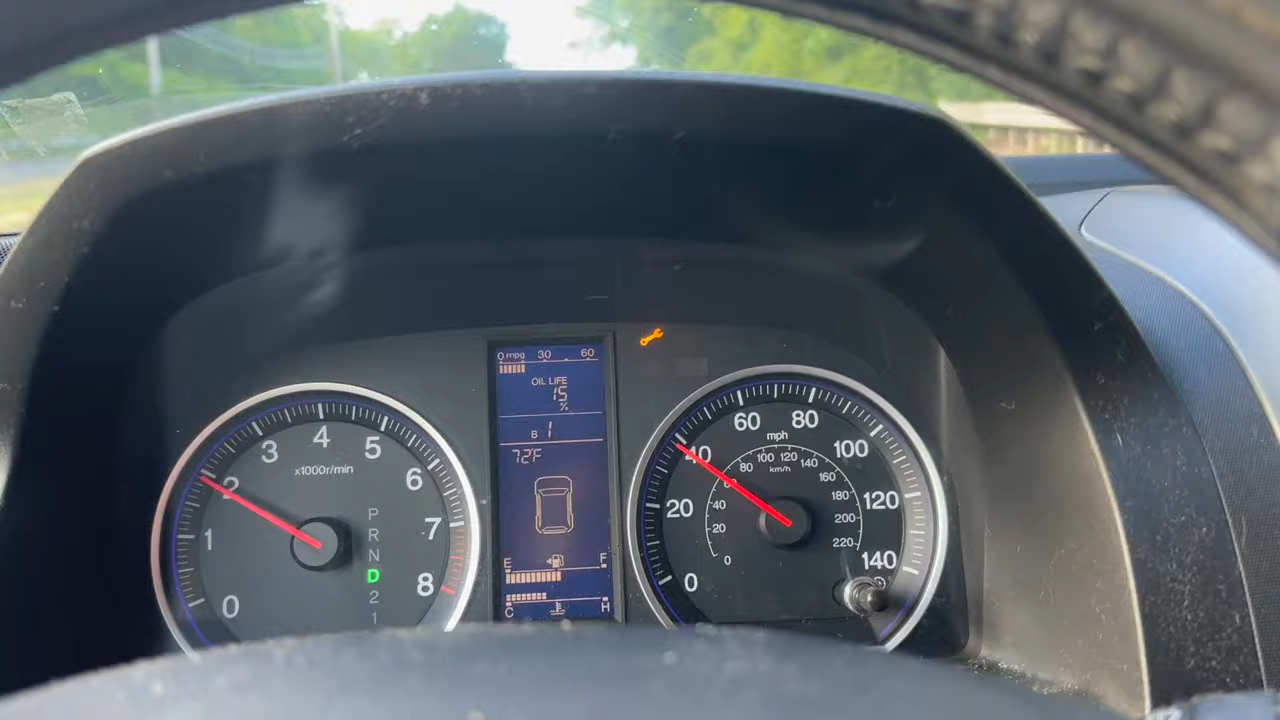 0 mpg 30 60
OIL LIFE
15
%
B 1
72°F
E F
C H
0 1 2 3 4 5 6 7 8
x1000r/min
P
R
N
D
2
1
0 20 40 60 80 100 120 140
mph
0 20 40 60 80 100 120 140 160 180 200 220
km/h